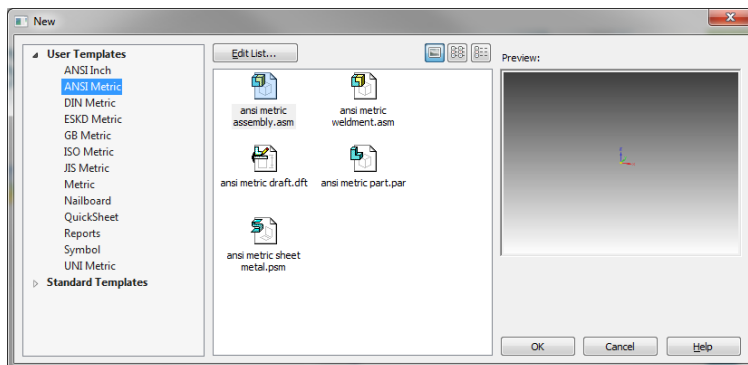 New
User Templates
ANSI Inch
ANSI Metric
DIN Metric
ESKD Metric
GB Metric
ISO Metric
JIS Metric
Metric
Nailboard
QuickSheet
Reports
Symbol
UNI Metric
Standard Templates
Edit List...
ansi metric
assembly.asm
ansi metric
weldment.asm
ansi metric draft.dft
ansi metric part.par
ansi metric sheet
metal.psm
Preview:
OK
Cancel
Help